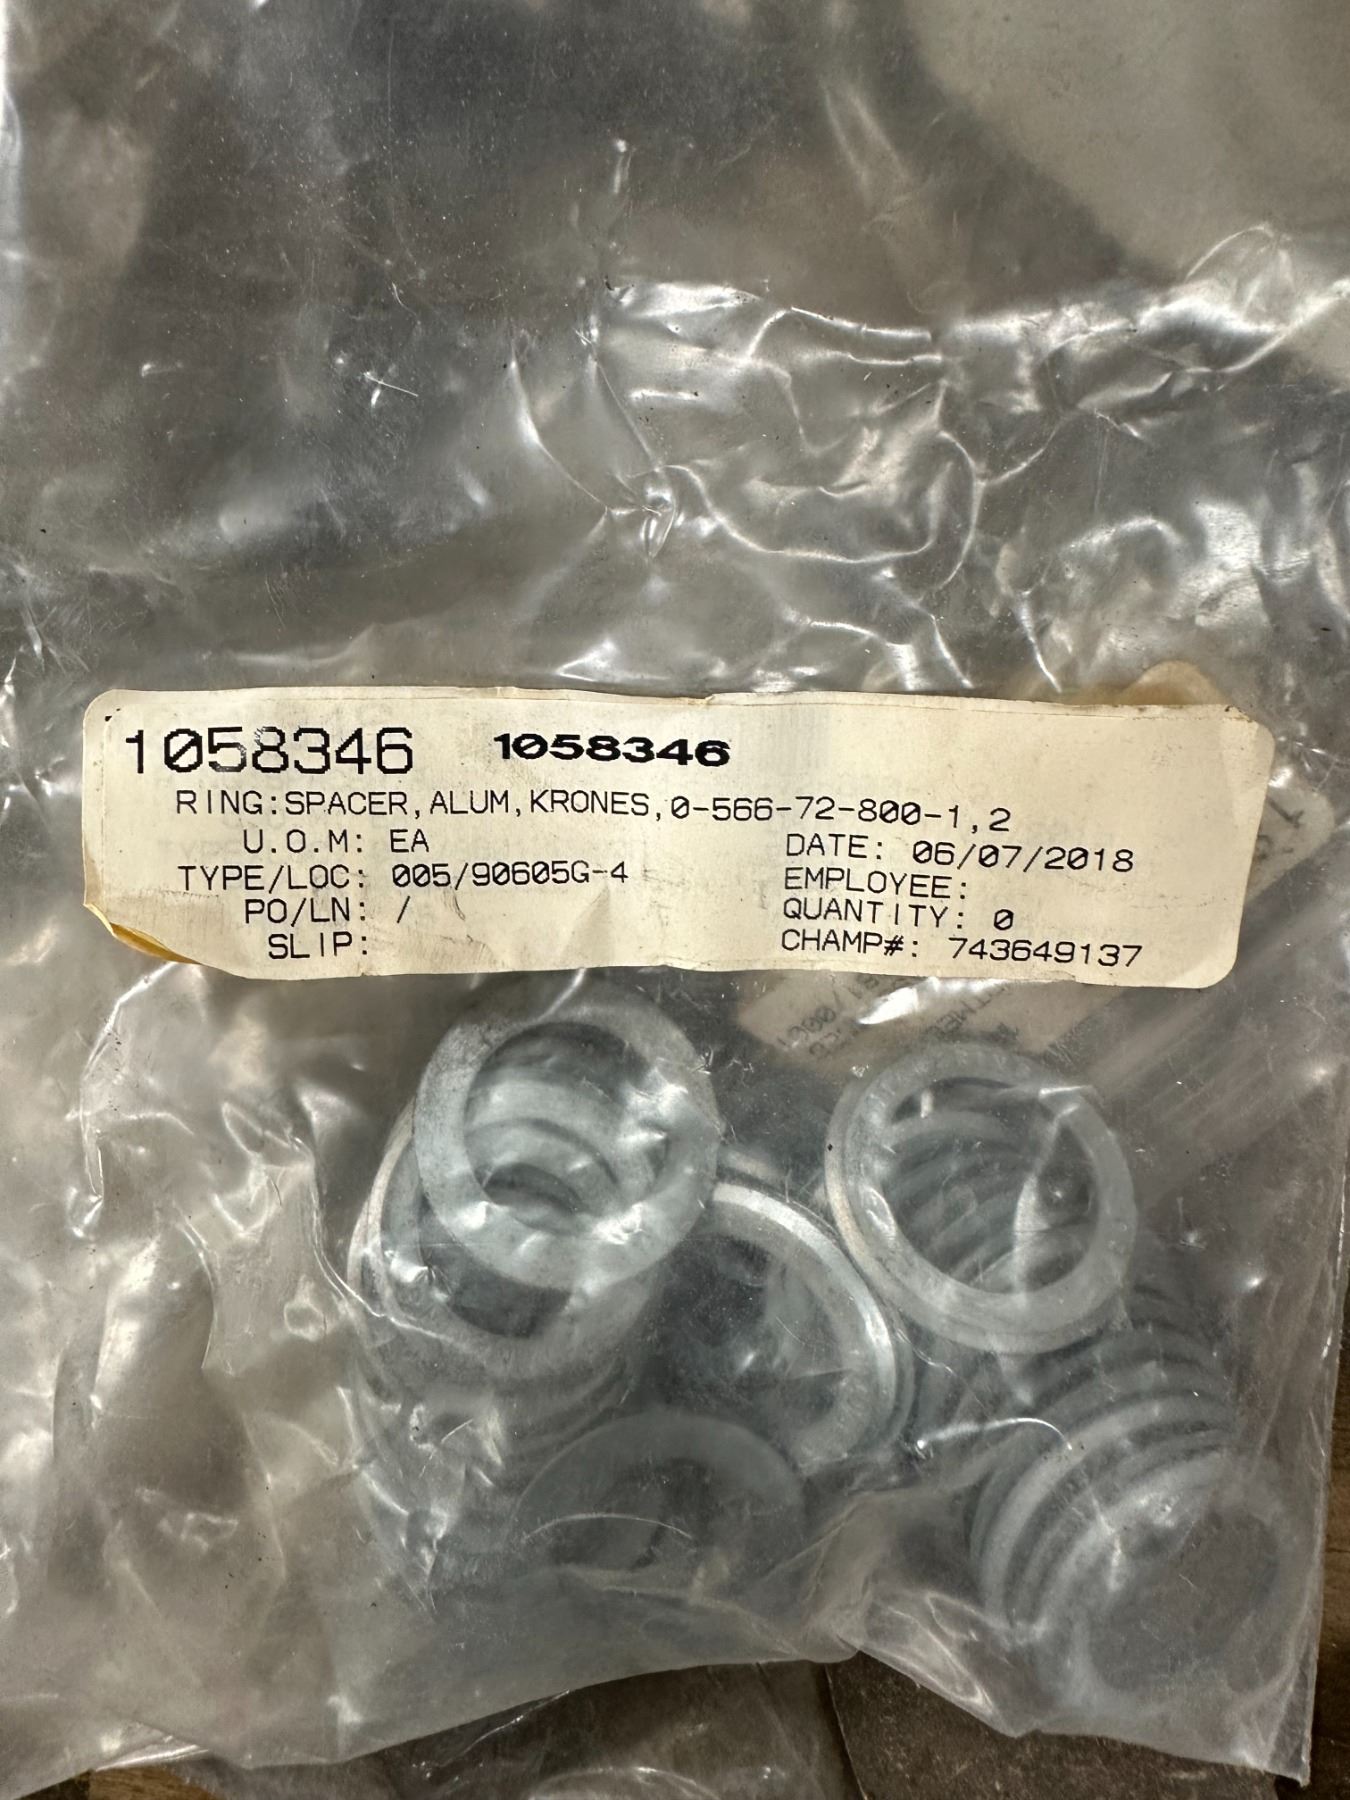 1058346 1058346
RING:SPACER,ALUM,KRONES,0-566-72-800-1,2
U.O.M: EA DATE: 06/07/2018
TYPE/LOC: 005/90605G-4 EMPLOYEE:
PO/LN: / QUANTITY: 0
SLIP: CHAMP#: 743649137